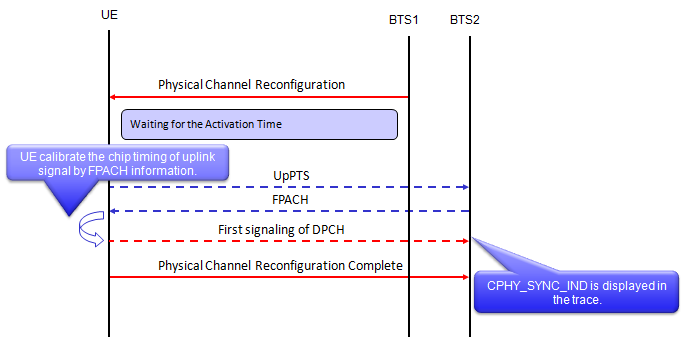 UE
BTS1
BTS2
Physical Channel Reconfiguration
Waiting for the Activation Time
UE calibrate the chip timing of uplink
signal by FPACH information.
UpPTS
FPACH
First signaling of DPCH
Physical Channel Reconfiguration Complete
CPHY_SYNC_IND is displayed in
the trace.